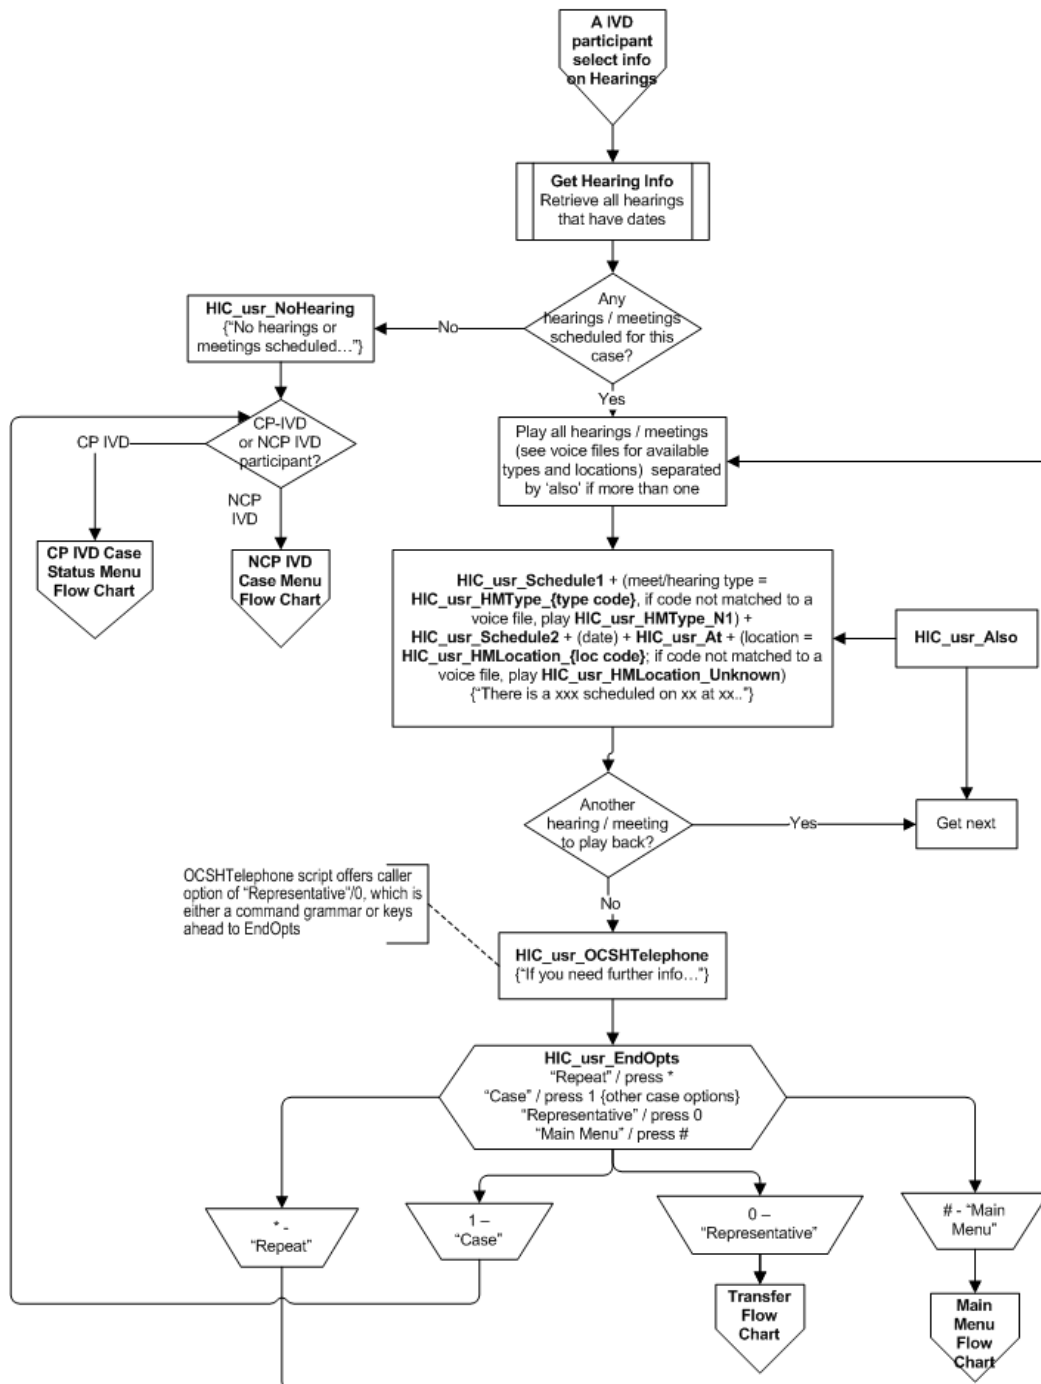 A IVD
participant
select info
on Hearings
Get Hearing Info
Retrieve all hearings
that have dates
Any
hearings / meetings
scheduled for this
case?
No
HIC_usr_NoHearing
{“No hearings or
meetings scheduled…”}
Yes
CP-IVD
or NCP IVD
participant?
CP IVD
NCP
IVD
CP IVD Case
Status Menu
Flow Chart
NCP IVD
Case Menu
Flow Chart
Play all hearings / meetings
(see voice files for available
types and locations)  separated
by ‘also’ if more than one
HIC_usr_Schedule1 + (meet/hearing type =
HIC_usr_HMType_{type code}, if code not matched to
a voice file, play HIC_usr_HMType_N1) +
HIC_usr_Schedule2 + (date) + HIC_usr_At + (location =
HIC_usr_HMLocation_{loc code}; if code not matched to a
voice file, play HIC_usr_HMLocation_Unknown)
{“There is a xxx scheduled on xx at xx..”}
HIC_usr_Also
Another
hearing / meeting
to play back?
Yes
Get next
No
OCSHTelephone script offers caller
option of “Representative”/0, which is
either a command grammar or keys
ahead to EndOpts
HIC_usr_OCSHTelephone
{“If you need further info…”}
HIC_usr_EndOpts
“Repeat” / press *
“Case” / press 1 {other case options}
“Representative” / press 0
“Main Menu” / press #
* -
“Repeat”
1 –
“Case”
0 –
“Representative”
# - “Main
Menu”
Transfer
Flow
Chart
Main
Menu
Flow
Chart